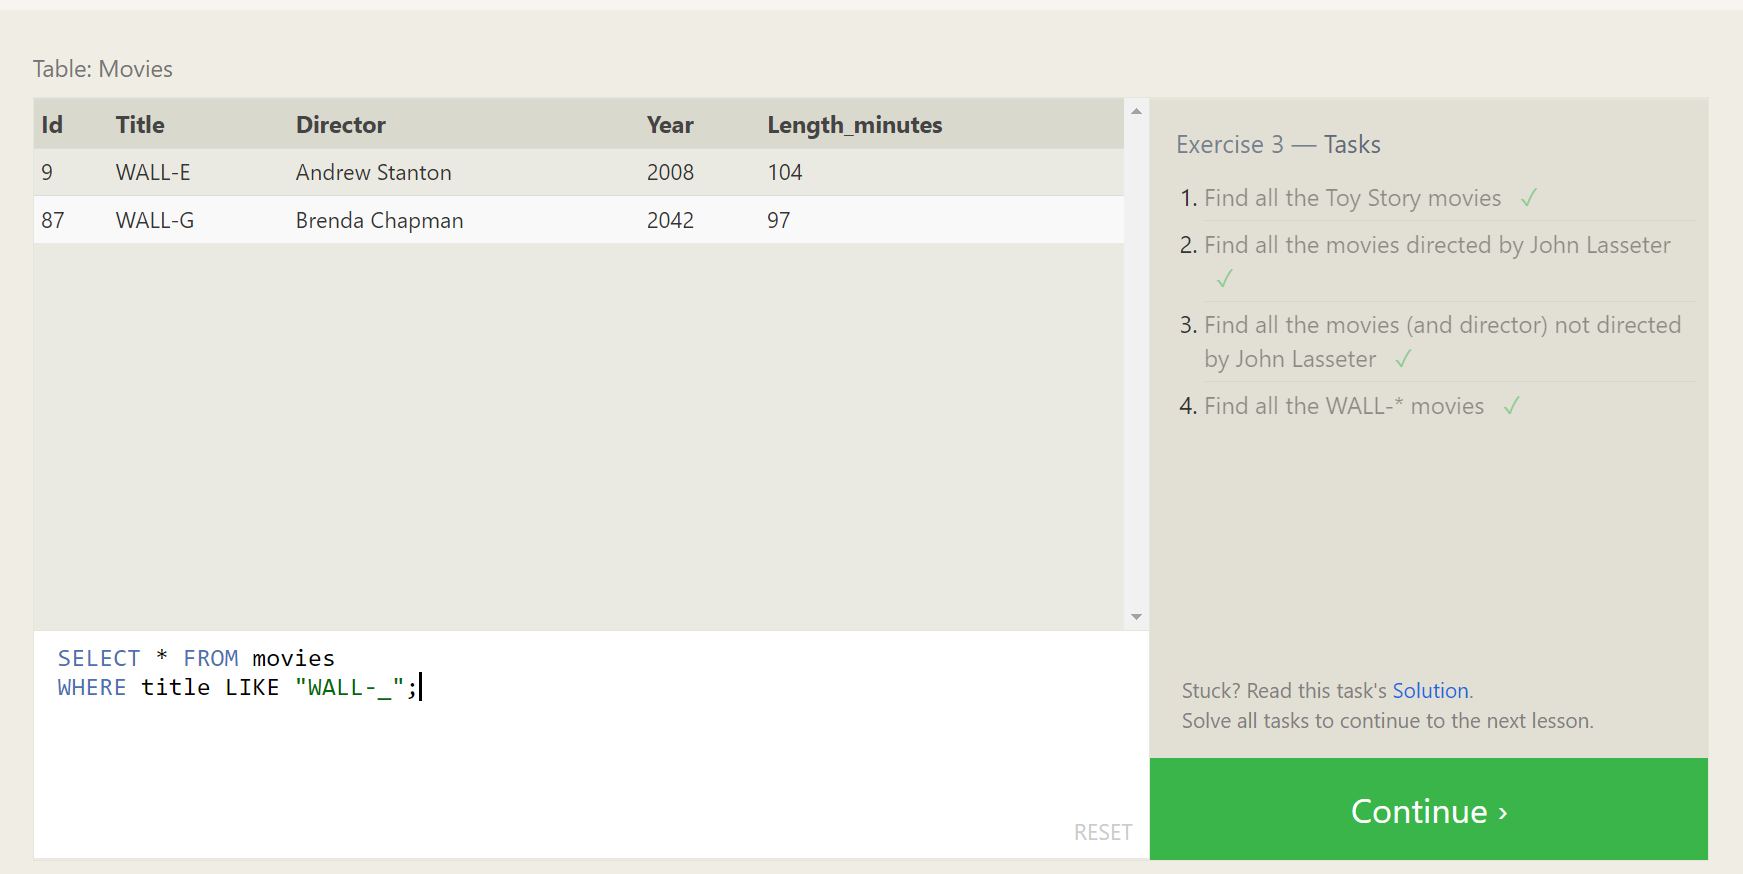 Table: Movies
Id Title Director Year Length_minutes
9 WALL-E Andrew Stanton 2008 104
87 WALL-G Brenda Chapman 2042 97
SELECT * FROM movies
WHERE title LIKE "WALL-_";
RESET
Exercise 3 — Tasks
1. Find all the Toy Story movies ✓
2. Find all the movies directed by John Lasseter
✓
3. Find all the movies (and director) not directed
by John Lasseter ✓
4. Find all the WALL-* movies ✓
Stuck? Read this task's Solution.
Solve all tasks to continue to the next lesson.
Continue ›